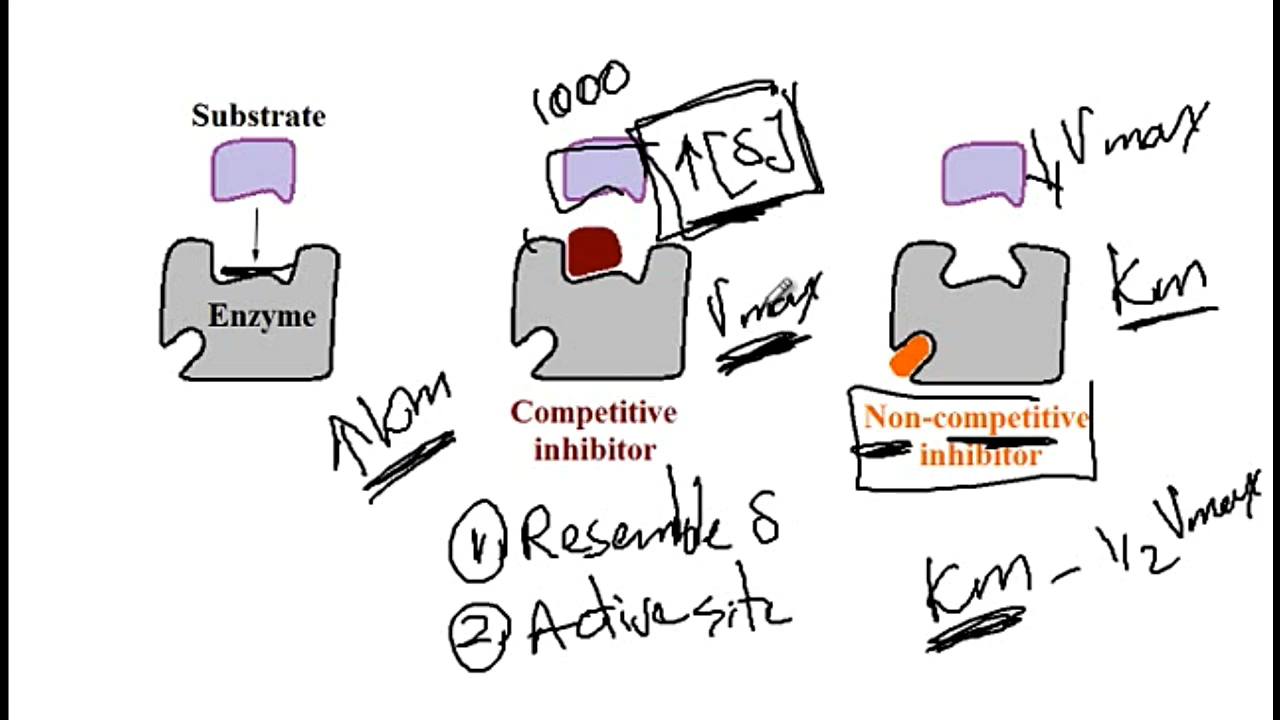 1000
Substrate
↑[S]
↓Vmax
Enzyme
Vmax
Km
↑Km
Competitive
inhibitor
Non-competitive
inhibitor
1. Resemble S
2. Active site
Km - 1/2 Vmax